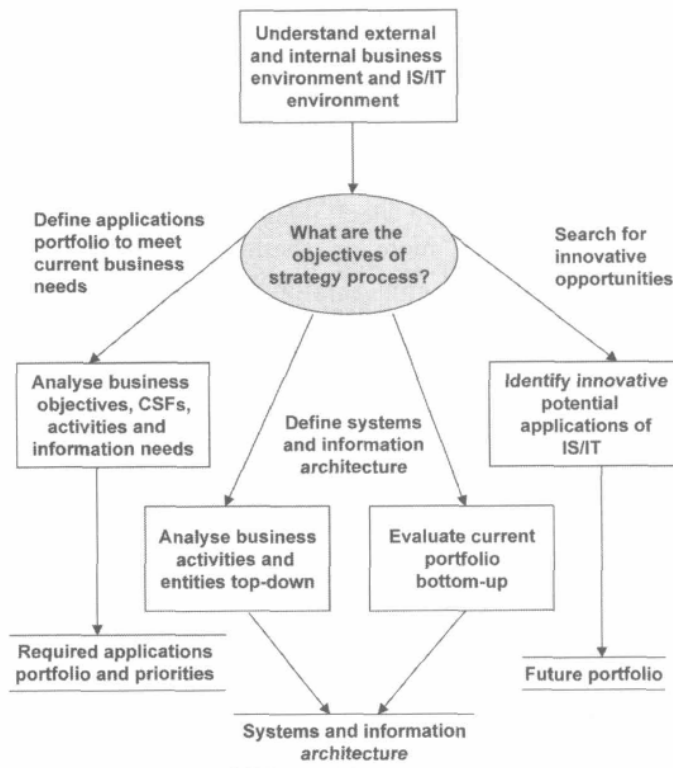 Understand external
and internal business
environment and IS/IT
environment
Define applications
portfolio to meet
current business
needs
What are the
objectives of
strategy process?
Search for
innovative
opportunities
Analyse business
objectives, CSFs,
activities and
information needs
Define systems
and information
architecture
Identify innovative
potential
applications of
IS/IT
Analyse business
activities and
entities top-down
Evaluate current
portfolio
bottom-up
Required applications
portfolio and priorities
Future portfolio
Systems and information
architecture